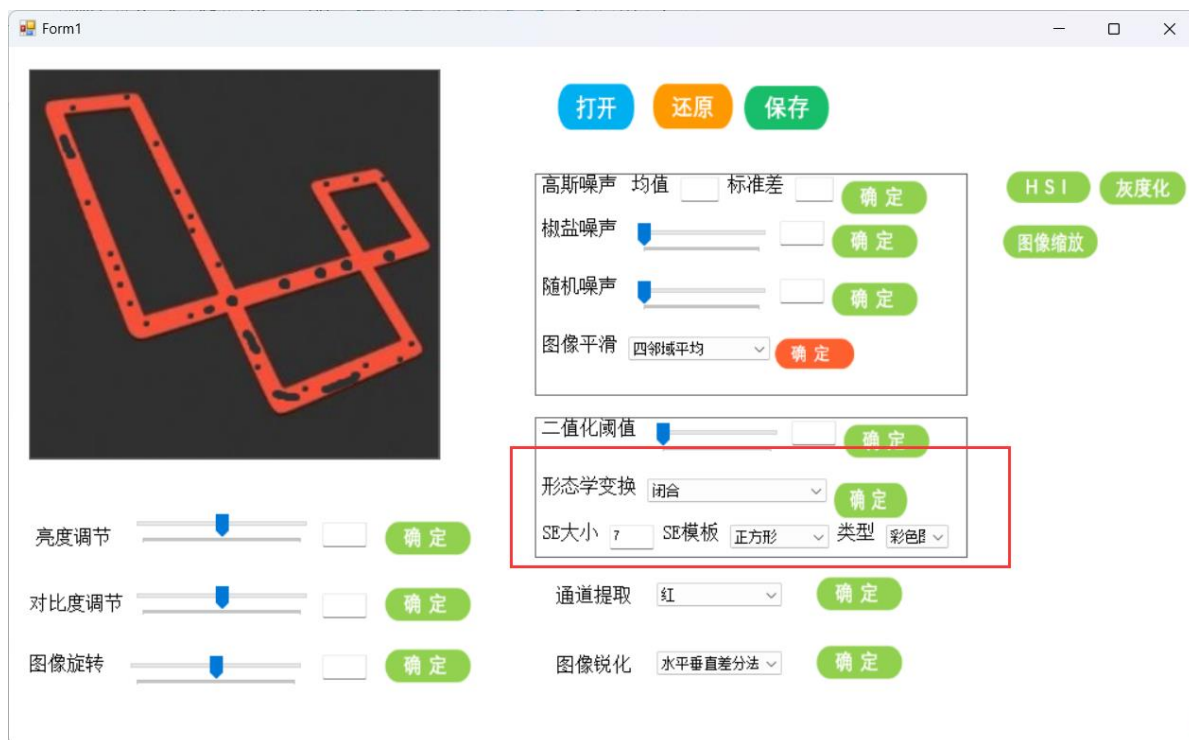 Form1
打开 还原 保存
高斯噪声 均值 标准差 确定
HSI 灰度化
椒盐噪声 确定
图像缩放
随机噪声 确定
图像平滑 四邻域平均 确定
二值化阈值 确定
形态学变换 闭合 确定
SE大小 7 SE模板 正方形 类型 彩色
亮度调节 确定
通道提取 红 确定
对比度调节 确定
图像旋转 确定
图像锐化 水平垂直差分法 确定